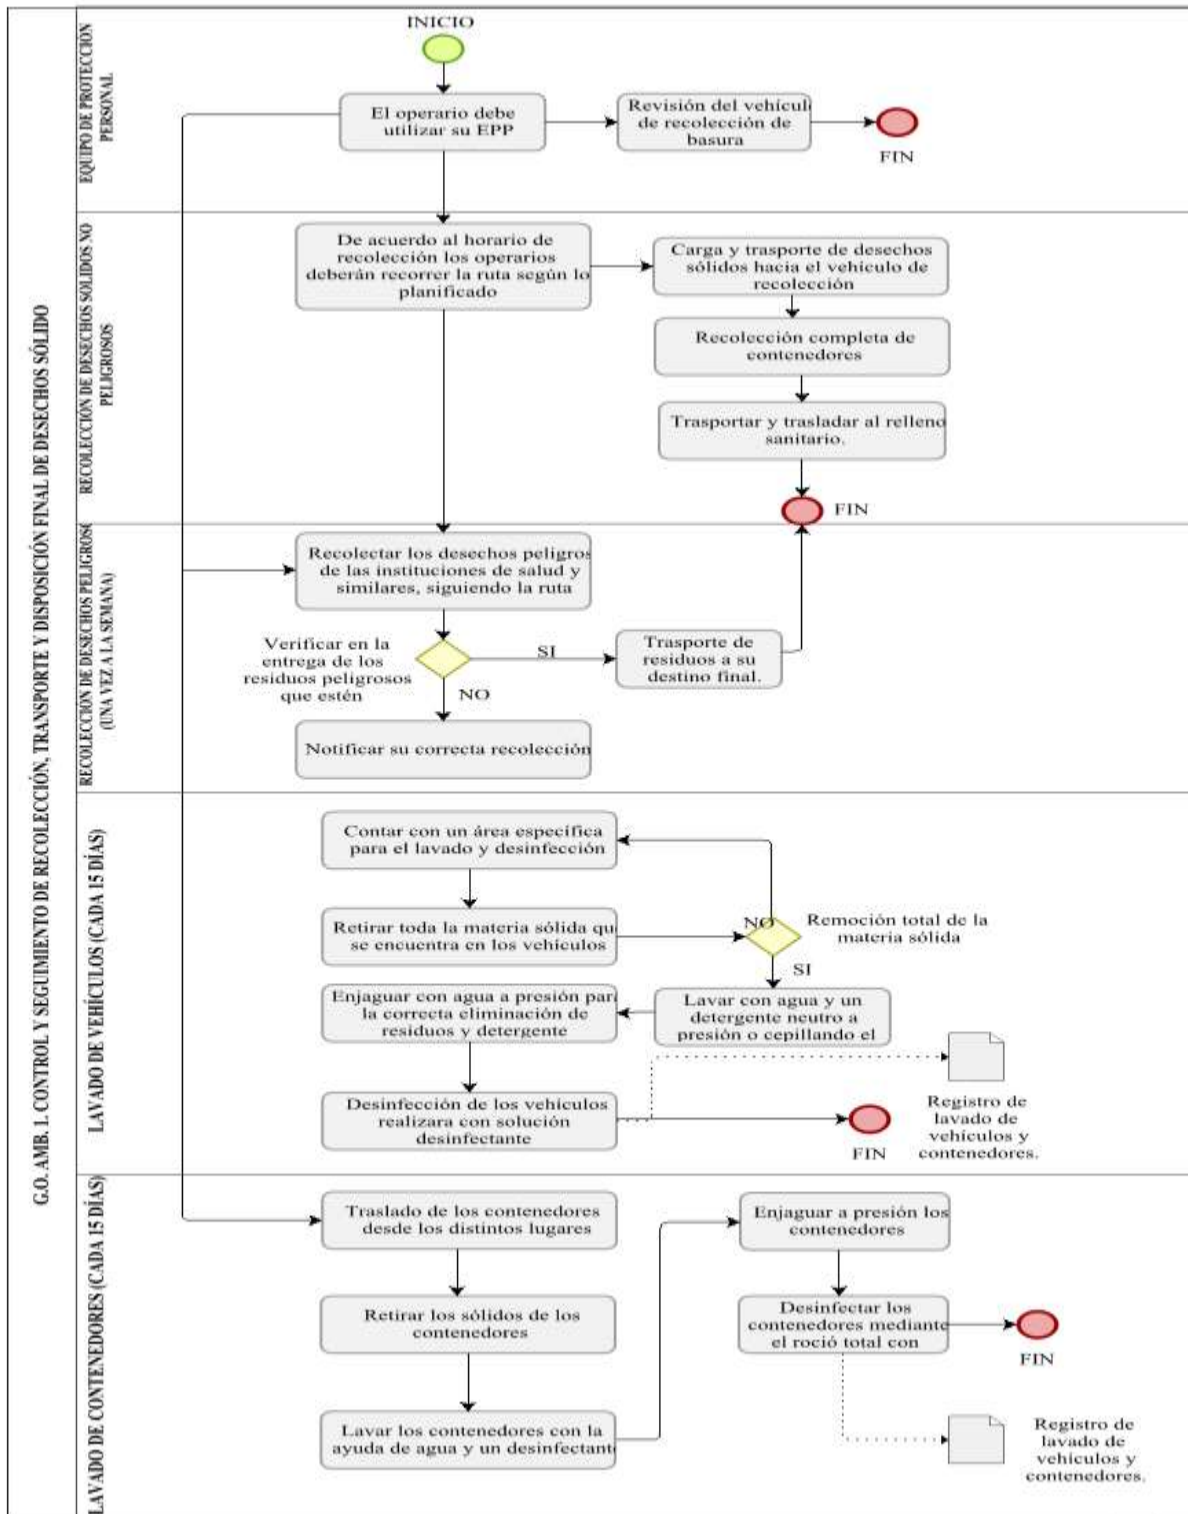 G.O. AMB. 1. CONTROL Y SEGUIMIENTO DE RECOLECCIÓN, TRANSPORTE Y DISPOSICIÓN FINAL DE DESECHOS SÓLIDO
EQUIPO DE PROTECCION
PERSONAL
INICIO
El operario debe
utilizar su EPP
Revisión del vehícul
de recolección de
basura
FIN
RECOLECCIÓN DE DESECHOS SOLIDOS NO
PELIGROSOS
De acuerdo al horario de
recolección los operarios
deberán recorrer la ruta según lo
planificado
Carga y trasporte de desechos
sólidos hacia el vehículo de
recolección
Recolección completa de
contenedores
Trasportar y trasladar al relleno
sanitario.
FIN
RECOLECCION DE DESECHOS PELIGROS
(UNA VEZ A LA SEMANA)
Recolectar los desechos peligros
de las instituciones de salud y
similares, siguiendo la ruta
Verificar en la
entrega de los
residuos peligrosos
que estén
SI
NO
Trasporte de
residuos a su
destino final.
Notificar su correcta recolección
LAVADO DE VEHÍCULOS (CADA 15 DÍAS)
Contar con un área específica
para el lavado y desinfección
Retirar toda la materia sólida qu
se encuentra en los vehículos
NO
Remoción total de la
materia sólida
SI
Enjaguar con agua a presión para
la correcta eliminación de
residuos y detergente
Lavar con agua y un
detergente neutro a
presión o cepillando el
Desinfección de los vehículos
realizara con solución
desinfectante
FIN
Registro de
lavado de
vehículos y
contenedores.
LAVADO DE CONTENEDORES (CADA 15 DÍAS)
Traslado de los contenedores
desde los distintos lugares
Retirar los sólidos de los
contenedores
Lavar los contenedores con la
ayuda de agua y un desinfectant
Enjaguar a presión los
contenedores
Desinfectar los
contenedores mediante
el roció total con
FIN
Registro de
lavado de
vehículos y
contenedores.